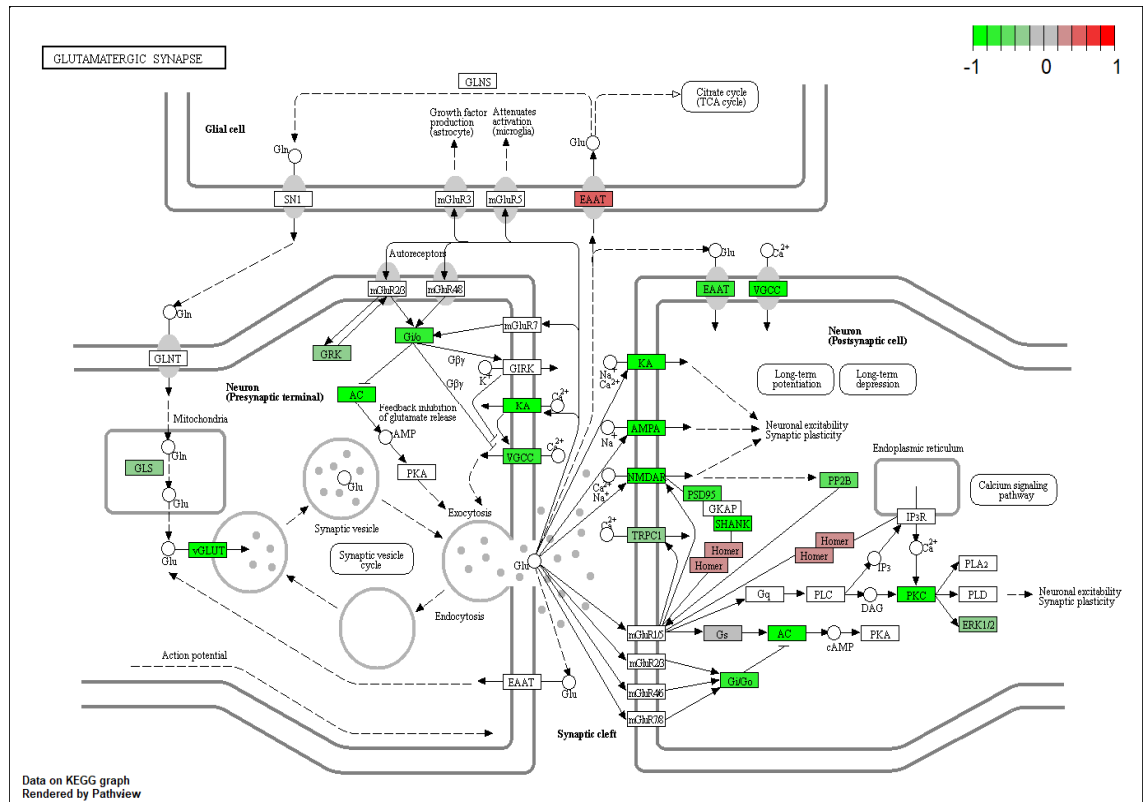 GLUTAMATERGIC SYNAPSE
-1 0 1
GLNS
Citrate cycle
(TCA cycle)
Glial cell
Growth factor
production
(astrocyte)
Attenuates
activation
(microglia)
Gln
Glu
SN1
mGluR3
mGluR5
EAAT
Autoreceptors
mGluR2/3
mGluR4/8
Glu
Ca2+
EAAT
VGCC
Gln
GLNT
GRK
Gi/o
mGluR7
Gβγ
GIRK
K+
Gβγ
Neuron
(Presynaptic terminal)
AC
KA
Ca2+
Feedback inhibition
of glutamate release
cAMP
VGCC
Ca2+
PKA
Mitochondria
Gln
GLS
Glu
Glu
vGLUT
Glu
Synaptic vesicle
Exocytosis
Synaptic vesicle
cycle
Endocytosis
Glu
Action potential
EAAT
Glu
Synaptic cleft
Neuron
(Postsynaptic cell)
Na+
Ca2+
KA
Long-term
potentiation
Long-term
depression
Na+
AMPA
Neuronal excitability
Synaptic plasticity
Ca2+
Na+
NMDAR
PSD95
GKAP
SHANK
Homer
Homer
PP2B
Endoplasmic reticulum
Calcium signaling
pathway
Ca2+
TRPC1
Homer
Homer
IP3R
IP3
Ca2+
Gq
PLC
DAG
PKC
PLA2
PLD
ERK1/2
Neuronal excitability
Synaptic plasticity
mGluR1/5
Gs
AC
cAMP
PKA
mGluR2/3
mGluR4/6
mGluR7/8
Gi/Go
Data on KEGG graph
Rendered by Pathview